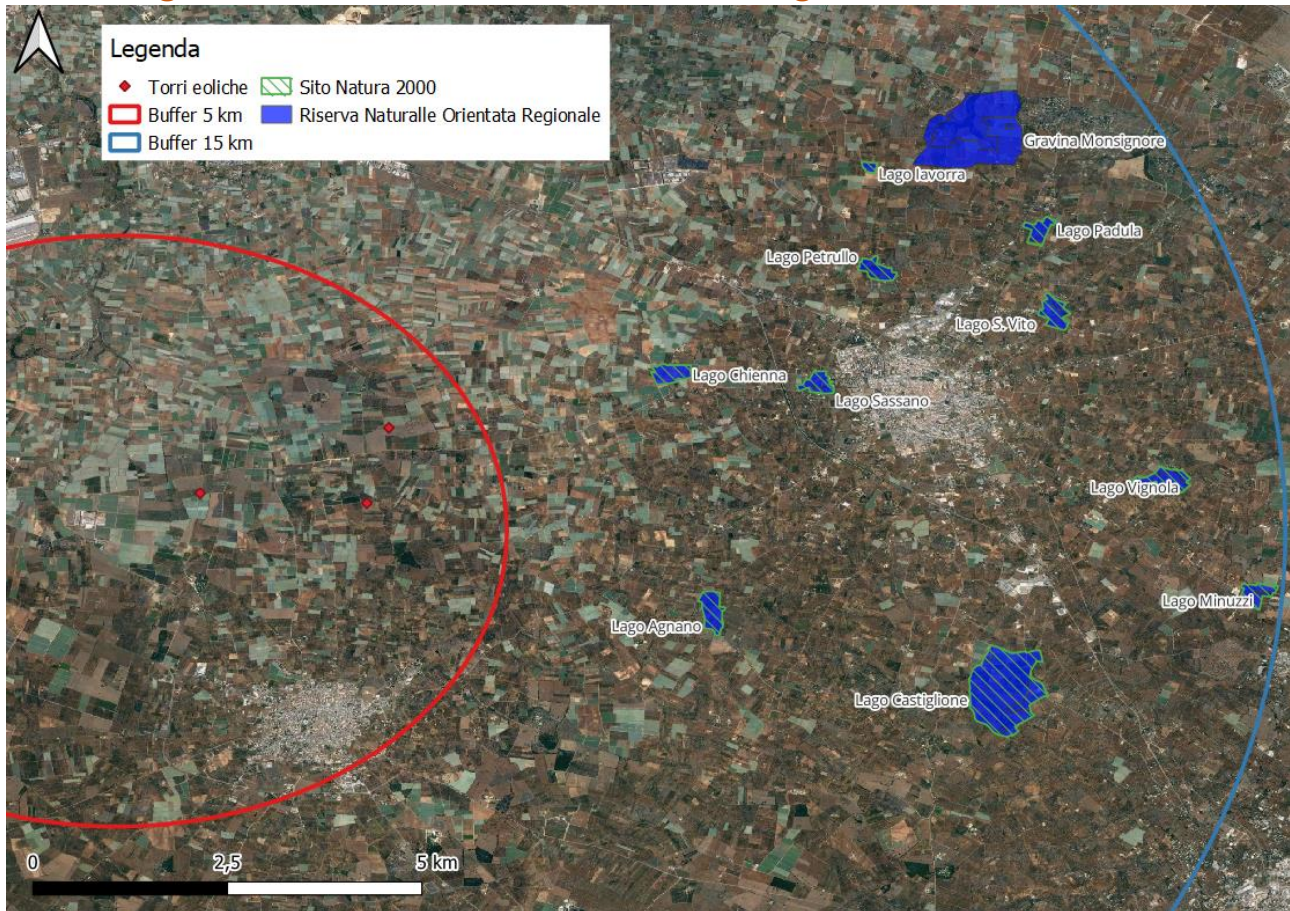 Legenda
Torri eoliche
Sito Natura 2000
Buffer 5 km
Riserva Naturalle Orientata Regionale
Buffer 15 km
Gravina Monsignore
Lago Iavorra
Lago Padula
Lago Petrullo
Lago S. Vito
Lago Chienna
Lago Sassano
Lago Vignola
Lago Minuzzi
Lago Agnano
Lago Castiglione
0 2,5 5 km